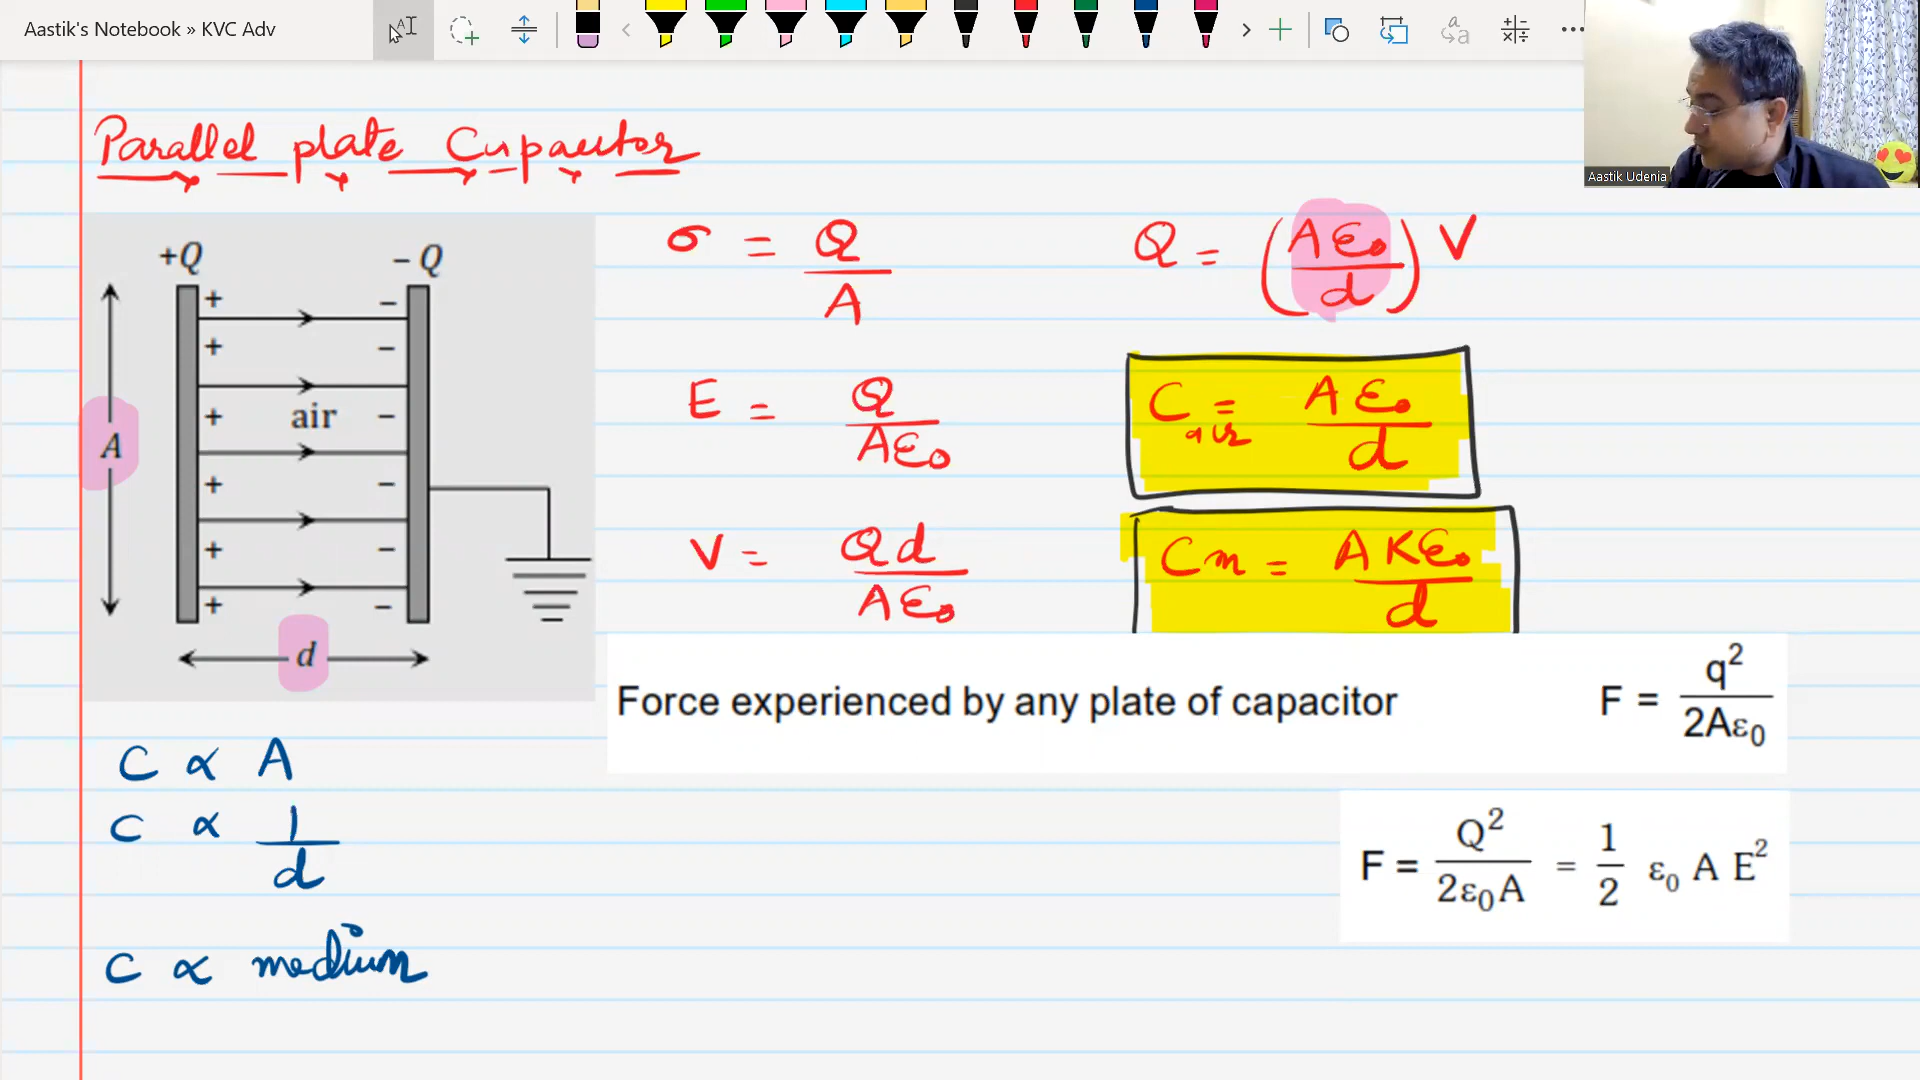 Aastik's Notebook » KVC Adv
Aastik Udenia
Parallel plate Capacitor
+Q
− Q
A
air
d
σ = Q/A
E = Q/Aε₀
V = Qd/Aε₀
Q = (Aε₀/d) V
C air = Aε₀/d
Cm = AKε₀/d
Force experienced by any plate of capacitor F = q²/2Aε₀
F = Q²/2ε₀A = 1/2 ε₀ A E²
C ∝ A
C ∝ 1/d
C ∝ medium